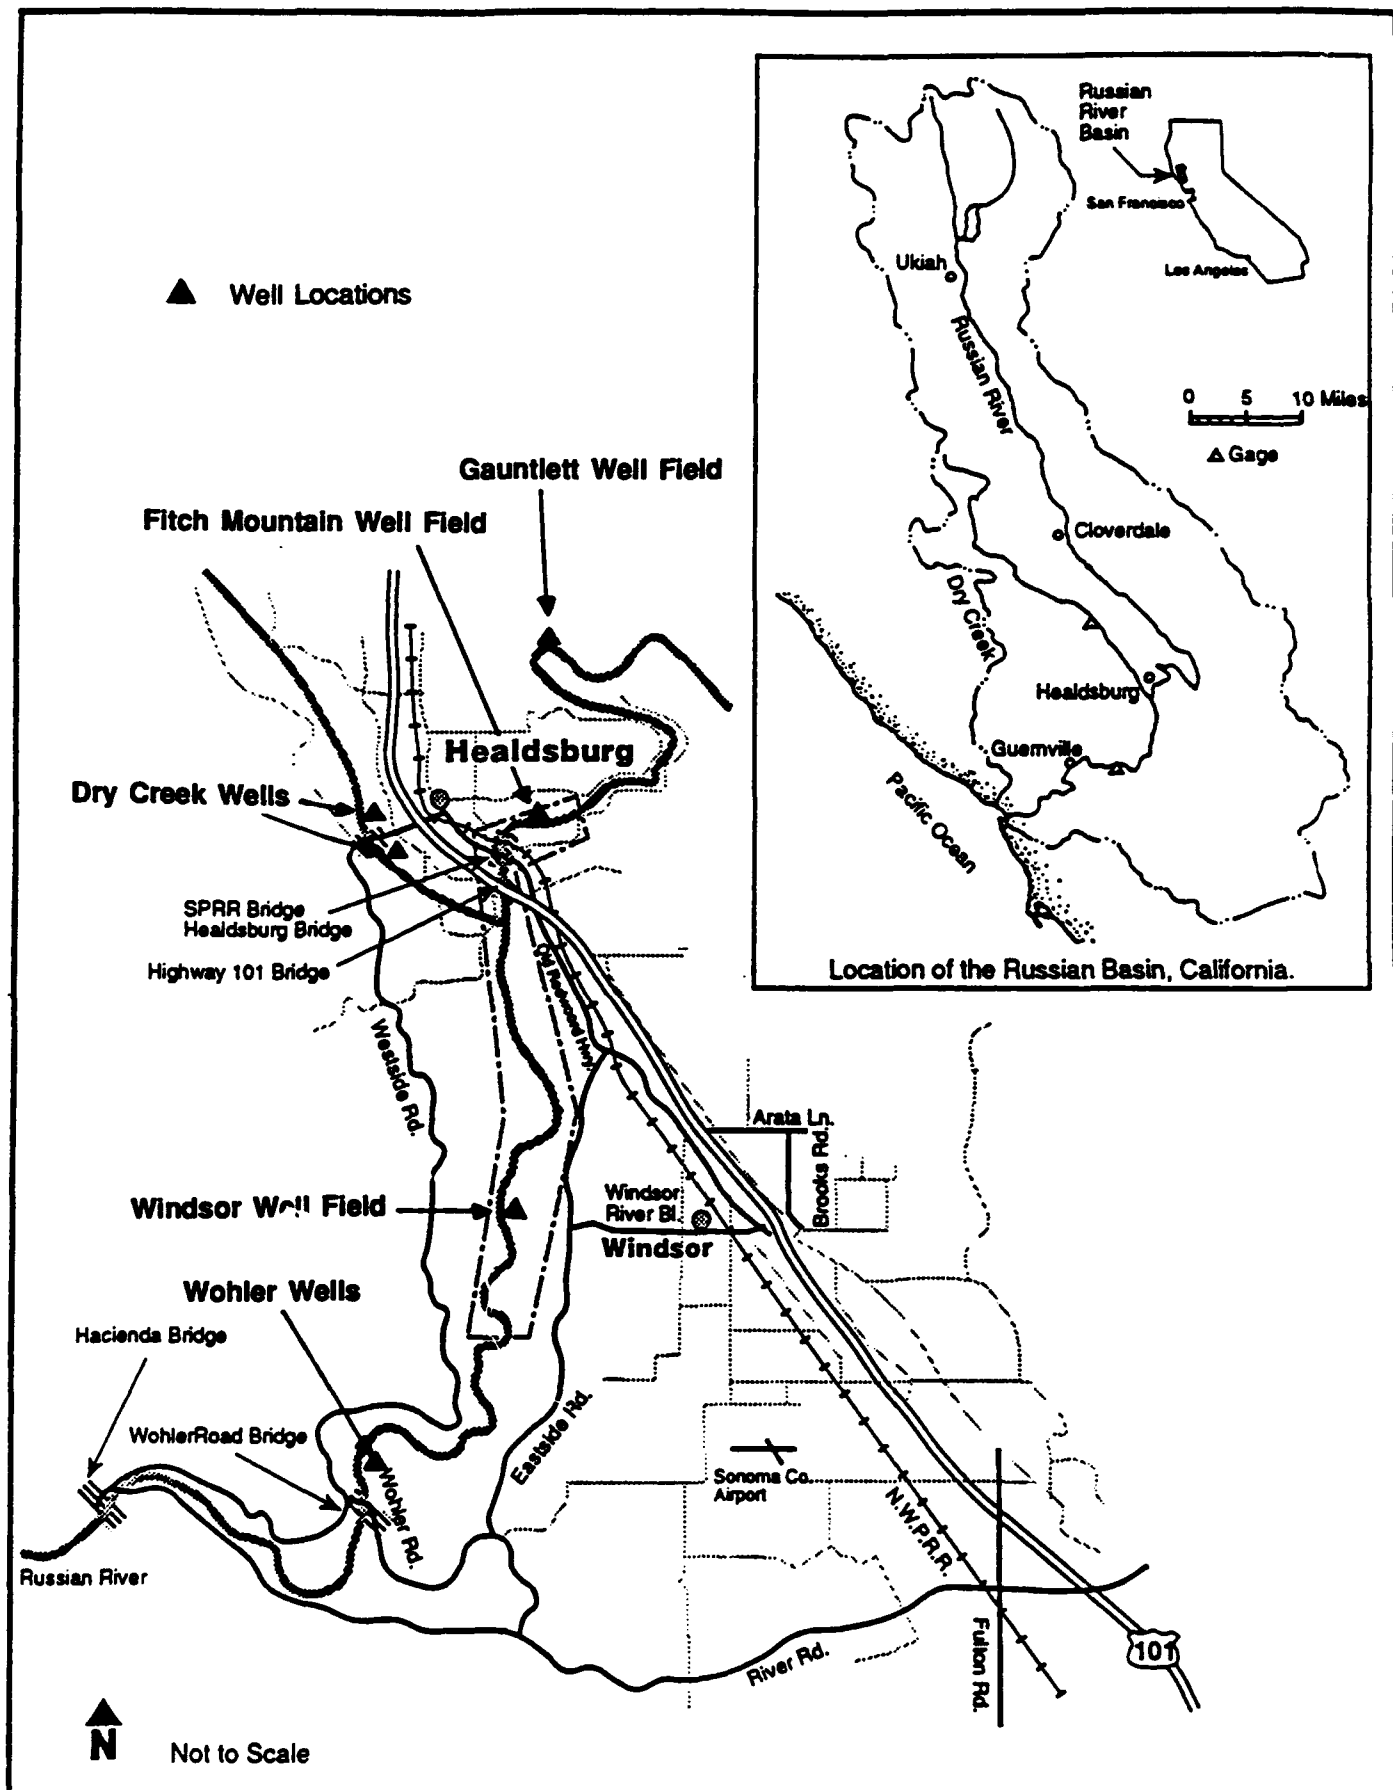 Russian
River
Basin
San Francisco
Los Angeles
Ukiah
Russian River
0 5 10 Miles
Gage
Cloverdale
Dry Creek
Healdsburg
Guernville
Pacific Ocean
Location of the Russian Basin, California.
Well Locations
Gauntlett Well Field
Fitch Mountain Well Field
Healdsburg
Dry Creek Wells
SPRR Bridge
Healdsburg Bridge
Highway 101 Bridge
Old Redwood Hwy.
Westside Rd.
Arata Ln.
Brooks Rd.
Windsor Well Field
Windsor
River Bl.
Windsor
Wohler Wells
Hacienda Bridge
WohlerRoad Bridge
Eastside Rd.
Wohler Rd.
Sonoma Co.
Airport
N.W.P.R.R.
Russian River
River Rd.
Fulton Rd.
101
N
Not to Scale